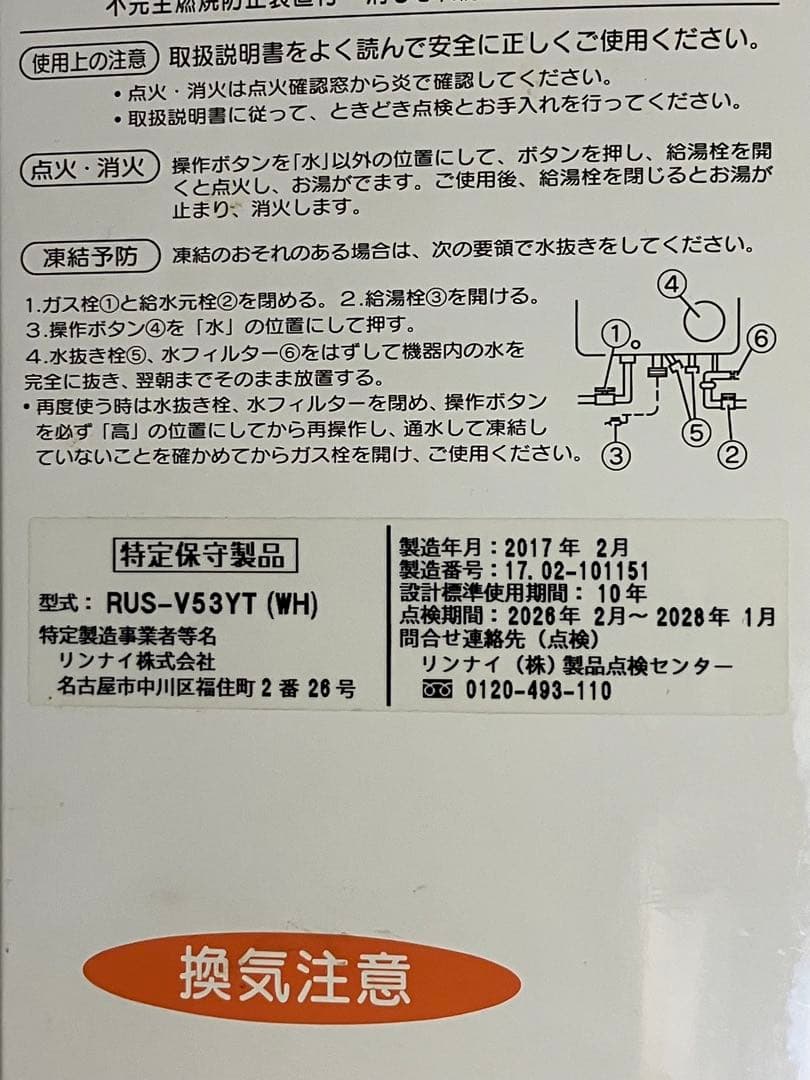 不完全燃焼防止装置付
使用上の注意 取扱説明書をよく読んで安全に正しくご使用ください。
・点火・消火は点火確認窓から炎で確認してください。
・取扱説明書に従って、ときどき点検とお手入れを行ってください。
点火・消火 操作ボタンを「水」以外の位置にして、ボタンを押し、給湯栓を開
くと点火し、お湯がでます。ご使用後、給湯栓を閉じるとお湯が
止まり、消火します。
凍結予防 凍結のおそれのある場合は、次の要領で水抜きをしてください。
1.ガス栓①と給水元栓②を閉める。2.給湯栓③を開ける。
3.操作ボタン④を「水」の位置にして押す。
4.水抜き栓⑤、水フィルター⑥をはずして機器内の水を
完全に抜き、翌朝までそのまま放置する。
・再度使う時は水抜き栓、水フィルターを閉め、操作ボタン
を必ず「高」の位置にしてから再操作し、通水して凍結し
ていないことを確かめてからガス栓を開け、ご使用ください。
④
①
⑥
③
⑤
②
特定保守製品
型式：RUS-V53YT(WH)
特定製造事業者等名
リンナイ株式会社
名古屋市中川区福住町2番26号
製造年月：2017年 2月
製造番号：17.02-101151
設計標準使用期間：10年
点検期間：2026年 2月～2028年 1月
問合せ連絡先（点検）
リンナイ（株）製品点検センター
0120-493-110
換気注意